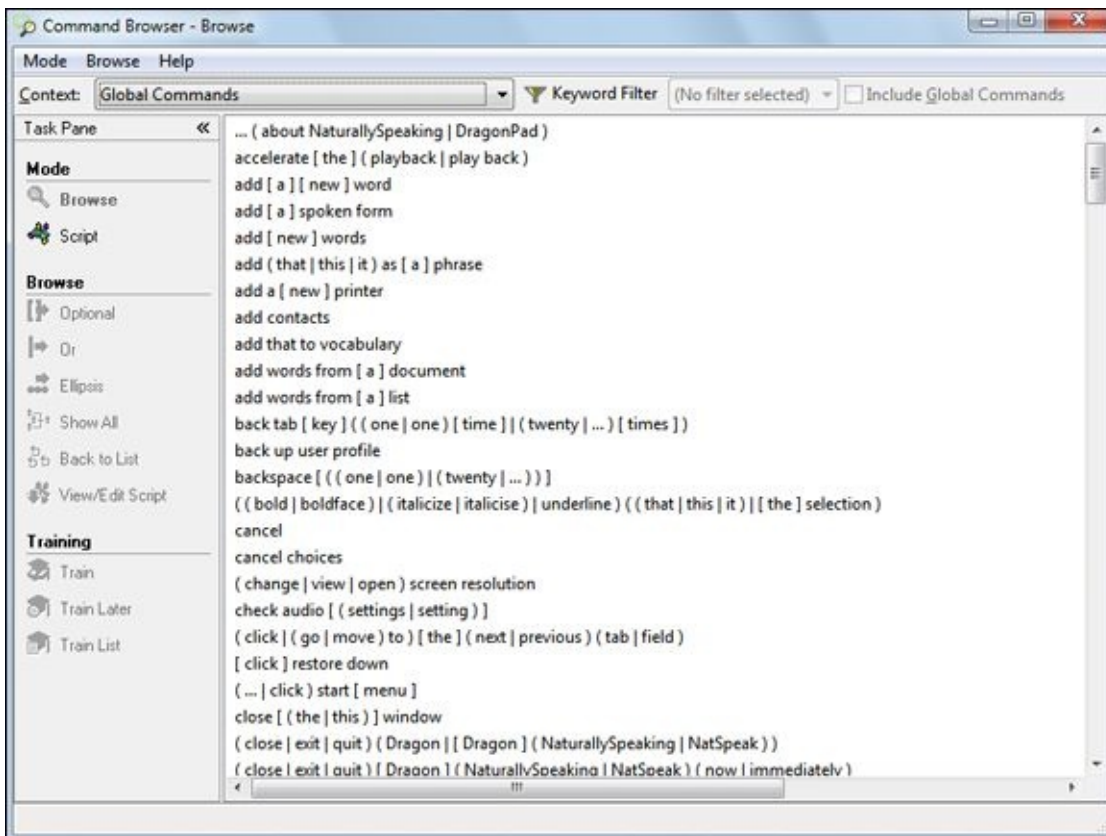 Command Browser - Browse
Mode Browse Help
Context: Global Commands Keyword Filter (No filter selected) Include Global Commands
Task Pane «
Mode
Browse
Script
Browse
Optional
Or
Ellipsis
Show All
Back to List
View/Edit Script
Training
Train
Train Later
Train List
... ( about NaturallySpeaking | DragonPad )
accelerate [ the ] ( playback | play back )
add [ a ] [ new ] word
add [ a ] spoken form
add [ new ] words
add ( that | this | it ) as [ a ] phrase
add a [ new ] printer
add contacts
add that to vocabulary
add words from [ a ] document
add words from [ a ] list
back tab [ key ] ( ( one | one ) [ time ] | ( twenty | ... ) [ times ] )
back up user profile
backspace [ ( ( one | one ) | ( twenty | ... ) ) ]
( ( bold | boldface ) | ( italicize | italicise ) | underline ) ( ( that | this | it ) | [ the ] selection )
cancel
cancel choices
( change | view | open ) screen resolution
check audio [ ( settings | setting ) ]
( click | ( go | move ) to ) [ the ] ( next | previous ) ( tab | field )
[ click ] restore down
( ... | click ) start [ menu ]
close [ ( the | this ) ] window
( close | exit | quit ) ( Dragon | [ Dragon ] ( NaturallySpeaking | NatSpeak ) )
( close | exit | quit ) [ Dragon ] ( NaturallySpeaking | NatSpeak ) ( now | immediately )